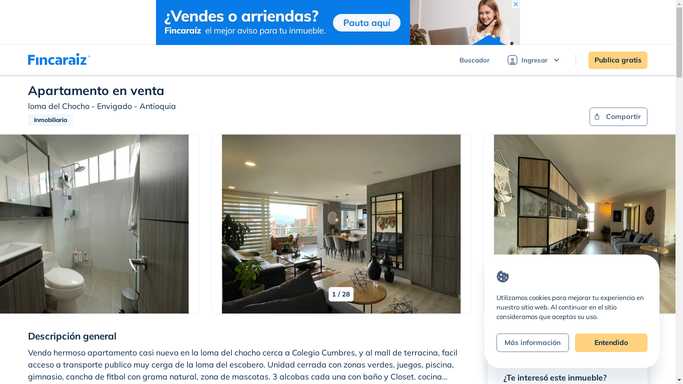 ¿Vendes o arriendas?
Fincaraíz el mejor aviso para tu inmueble.
Pauta aquí
Fincaraíz
Buscador
Ingresar
Publica gratis
Apartamento en venta
loma del Chocho - Envigado - Antioquia
Inmobiliaria
Compartir
1 / 28
Utilizamos cookies para mejorar tu experiencia en
nuestro sitio web. Al continuar en el sitio
consideramos que aceptas su uso.
Más información
Entendido
Descripción general
Vendo hermoso apartamento casi nueva en la loma del chocho cerca a Colegio Cumbres, y al mall de terracina, facil
acceso a transporte publico muy cerga de la loma del escobero. Unidad cerrada con zonas verdes, juegos, piscina,
gimnasio, cancha de fitbol con grama natural, zona de mascotas. 3 alcobas cada una con baño y Closet, cocina...
¿Te interesó este inmueble?